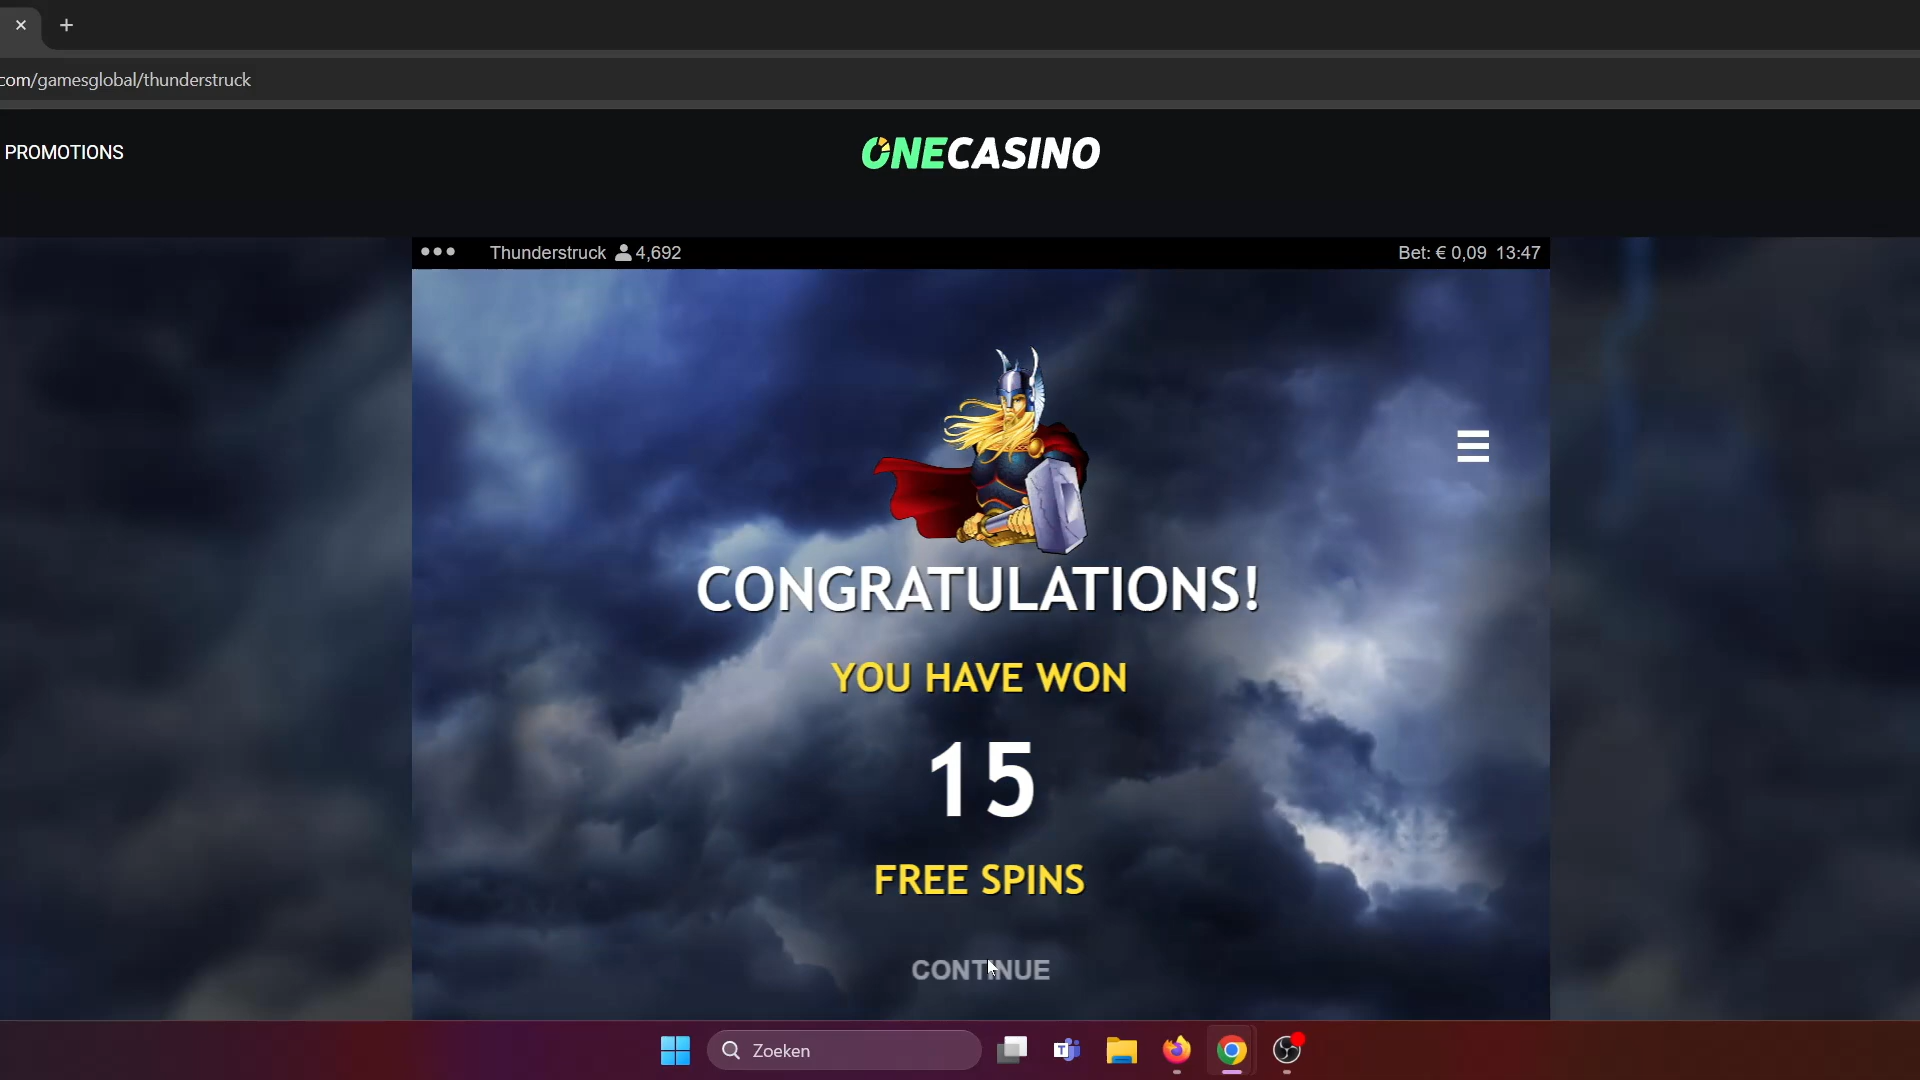 com/gamesglobal/thunderstruck
PROMOTIONS
ONECASINO
Thunderstruck 4,692
Bet: € 0,09 13:47
CONGRATULATIONS!
YOU HAVE WON
15
FREE SPINS
CONTINUE
Zoeken